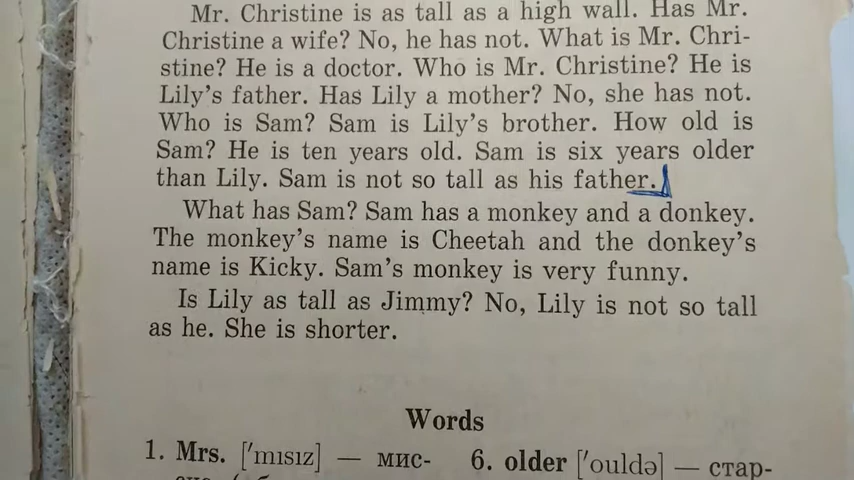 Mr. Christine is as tall as a high wall. Has Mr.
Christine a wife? No, he has not. What is Mr. Chri-
stine? He is a doctor. Who is Mr. Christine? He is
Lily's father. Has Lily a mother? No, she has not.
Who is Sam? Sam is Lily's brother. How old is
Sam? He is ten years old. Sam is six years older
than Lily. Sam is not so tall as his father.
What has Sam? Sam has a monkey and a donkey.
The monkey's name is Cheetah and the donkey's
name is Kicky. Sam's monkey is very funny.
Is Lily as tall as Jimmy? No, Lily is not so tall
as he. She is shorter.
Words
1. Mrs. ['mısız] — мис-
6. older ['ouldə] — стар-